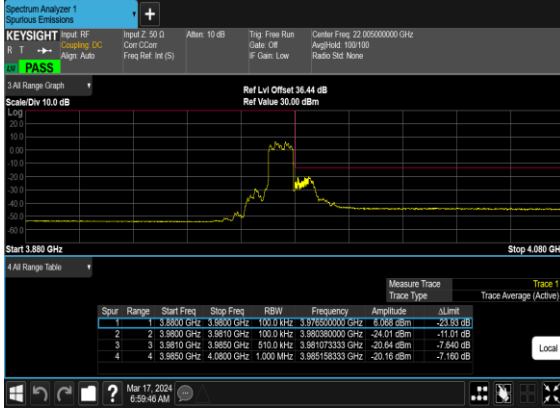 Spectrum Analyzer 1
Spurious Emissions
+
KEYSIGHT Input: RF Input Z: 50 Ω Atten: 10 dB Trig: Free Run Center Freq: 22.005000000 GHz
R T Coupling: DC Corr CCorr Gate: Off Avg|Hold: 100/100
Align: Auto Freq Ref: Int (S) IF Gain: Low Radio Std: None
PASS
3 All Range Graph
Ref Lvl Offset 36.44 dB
Scale/Div 10.0 dB Ref Value 30.00 dBm
Log
20.0
10.0
0.00
-10.0
-20.0
-30.0
-40.0
-50.0
-60.0
Start 3.880 GHz Stop 4.080 GH
4 All Range Table
Measure Trace Trace 1
Trace Type Trace Average (Active)
Spur Range Start Freq Stop Freq RBW Frequency Amplitude ΔLimit
1 1 3.8800 GHz 3.9800 GHz 100.0 kHz 3.976500000 GHz 6.068 dBm -23.93 dB
2 2 3.9800 GHz 3.9810 GHz 100.0 kHz 3.980380000 GHz -24.01 dBm -11.01 dB
3 3 3.9810 GHz 3.9850 GHz 510.0 kHz 3.981073333 GHz -20.64 dBm -7.640 dB
4 4 3.9850 GHz 4.0800 GHz 1.000 MHz 3.985158333 GHz -20.16 dBm -7.160 dB
Local
? Mar 17, 2024
6:59:46 AM